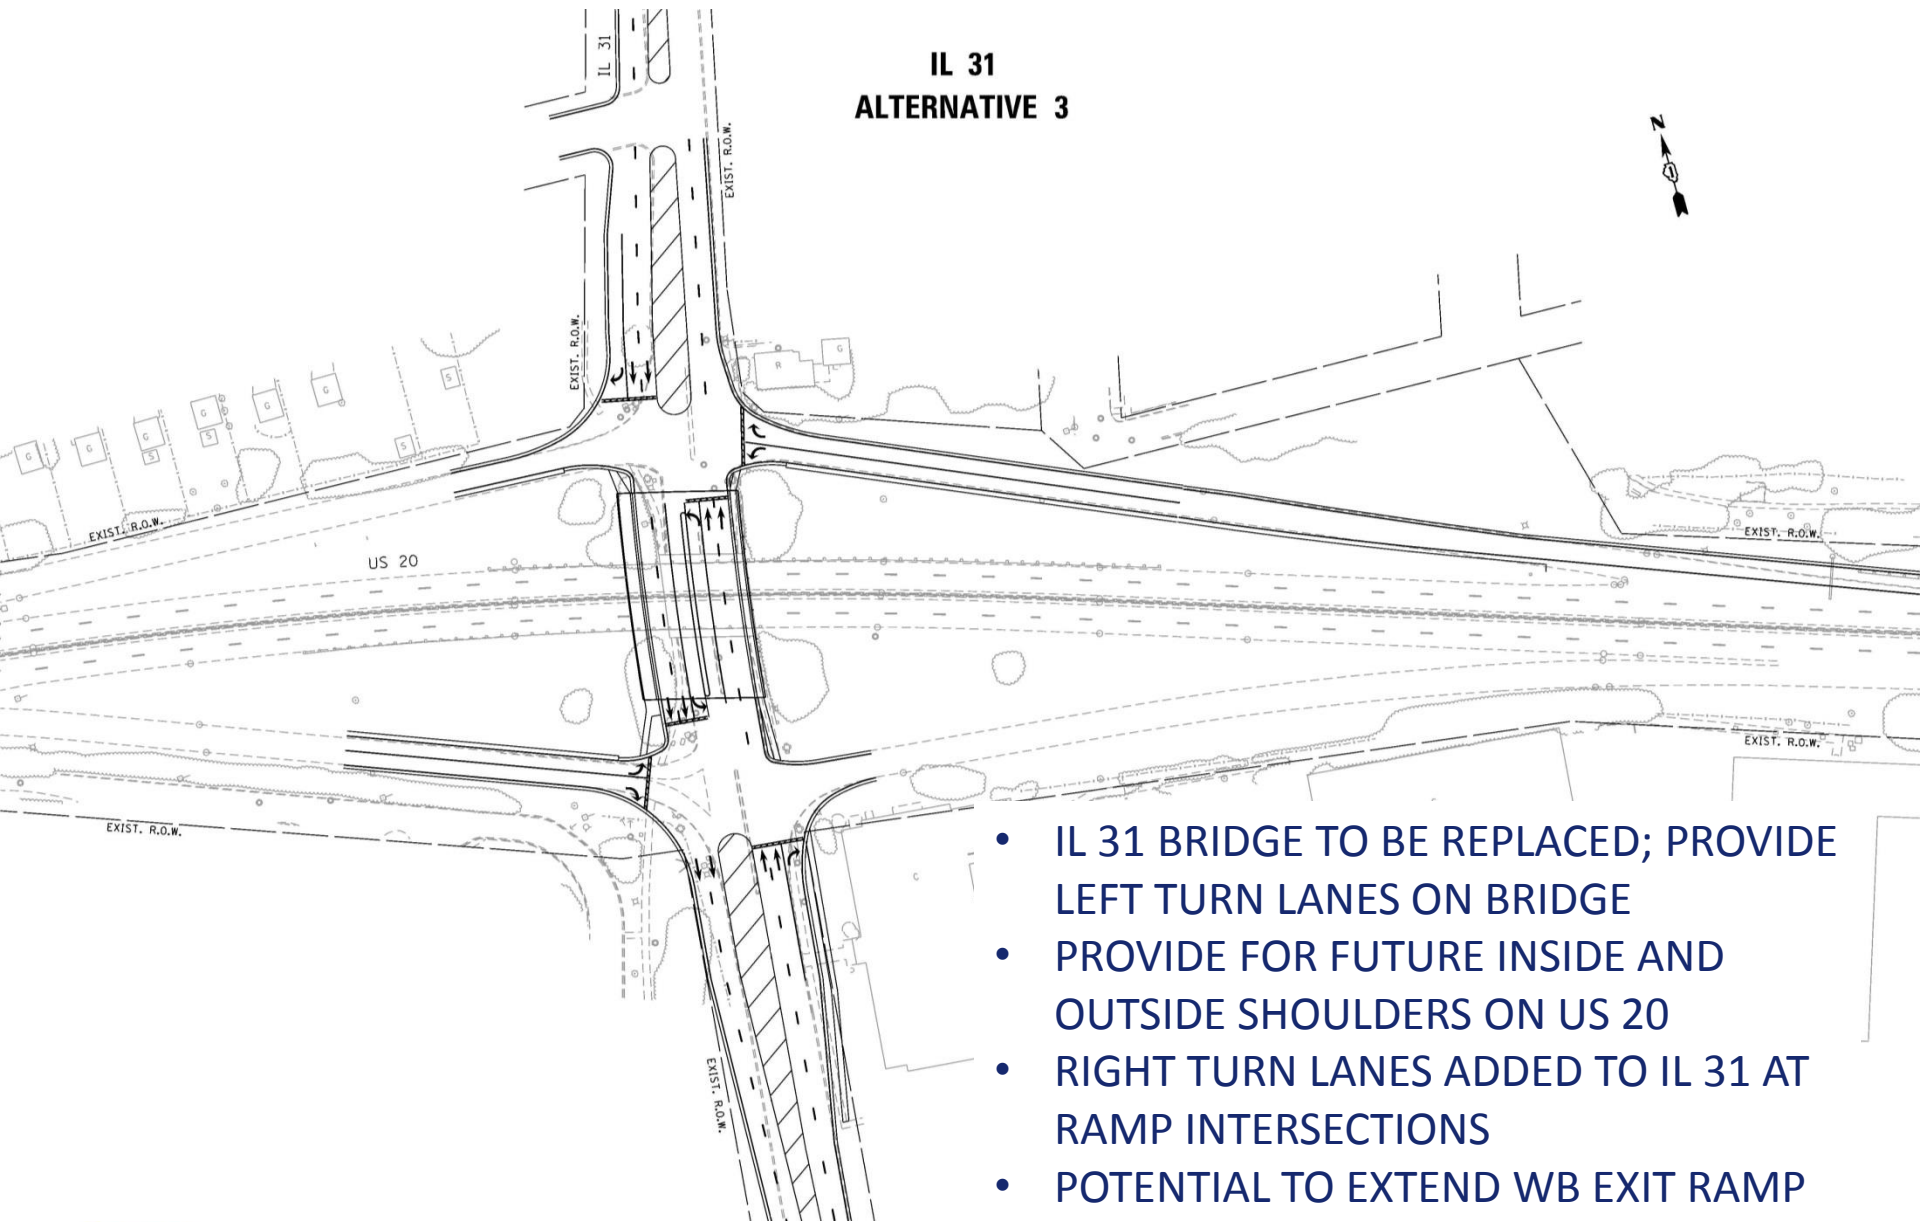 IL 31
ALTERNATIVE 3
IL 31
EXIST. R.O.W.
N
EXIST. R.O.W.
R
G
G
G
G
G
G
G
S
S
S
S
EXIST. R.O.W.
US 20
EXIST. R.O.W.
EXIST. R.O.W.
EXIST. R.O.W.
C
EXIST. R.O.W.
• IL 31 BRIDGE TO BE REPLACED; PROVIDE
LEFT TURN LANES ON BRIDGE
• PROVIDE FOR FUTURE INSIDE AND
OUTSIDE SHOULDERS ON US 20
• RIGHT TURN LANES ADDED TO IL 31 AT
RAMP INTERSECTIONS
• POTENTIAL TO EXTEND WB EXIT RAMP